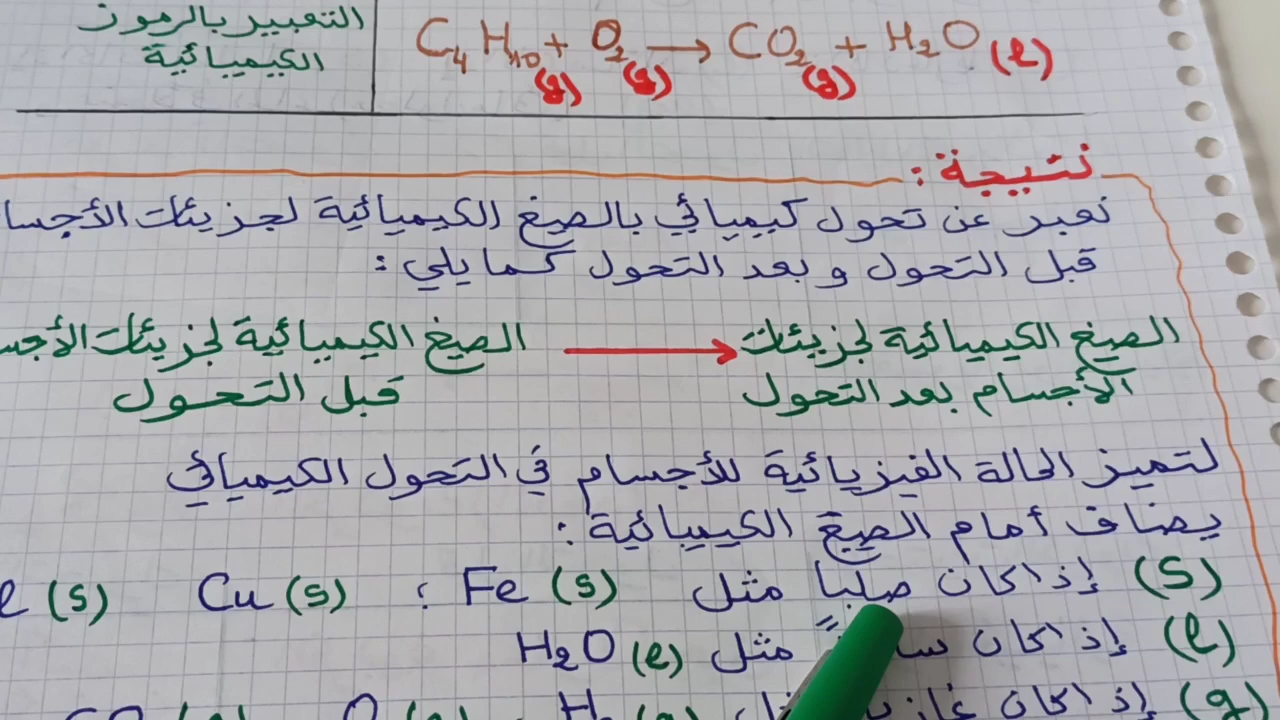 التعبير بالرموز
الكيميائية
C₄H₁₀(g) + O₂(g) → CO₂(g) + H₂O(l)
نتيجة:
نعبر عن تحول كيميائي بالصيغ الكيميائية لجزيئات
قبل التحول و بعد التحول كما يلي:
الصيغ الكيميائية لجزيئات → الصيغ الكيميائية لجزيئات
قبل التحول الأجسام بعد التحول
لتميز الحالة الفيزيائية للأجسام في التحول الكيميائي
يضاف أمام الصيغ الكيميائية:
(S) إذا كان صلباً مثل Fe (s) ؛ Cu (s) (s)
(l) إذا كان مثل H₂O (l)
(g) إذا كان